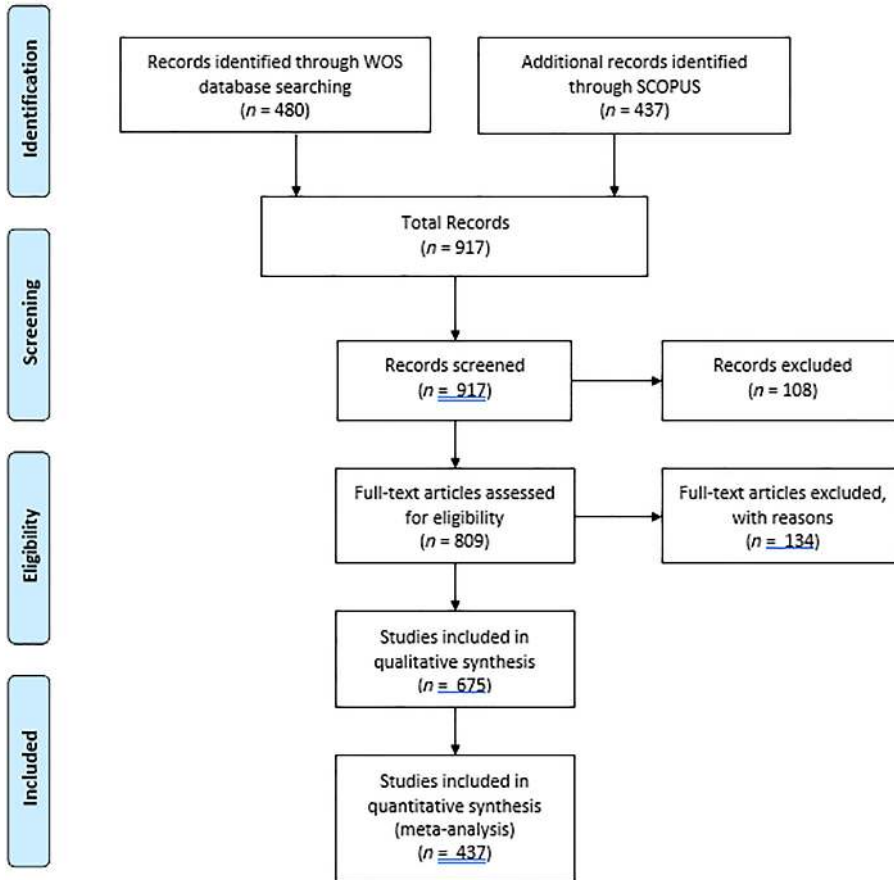 Identification
Records identified through WOS
database searching
(n = 480)
Additional records identified
through SCOPUS
(n = 437)
Total Records
(n = 917)
Screening
Records screened
(n = 917)
Records excluded
(n = 108)
Eligibility
Full-text articles assessed
for eligibility
(n = 809)
Full-text articles excluded,
with reasons
(n = 134)
Studies included in
qualitative synthesis
(n = 675)
Included
Studies included in
quantitative synthesis
(meta-analysis)
(n = 437)